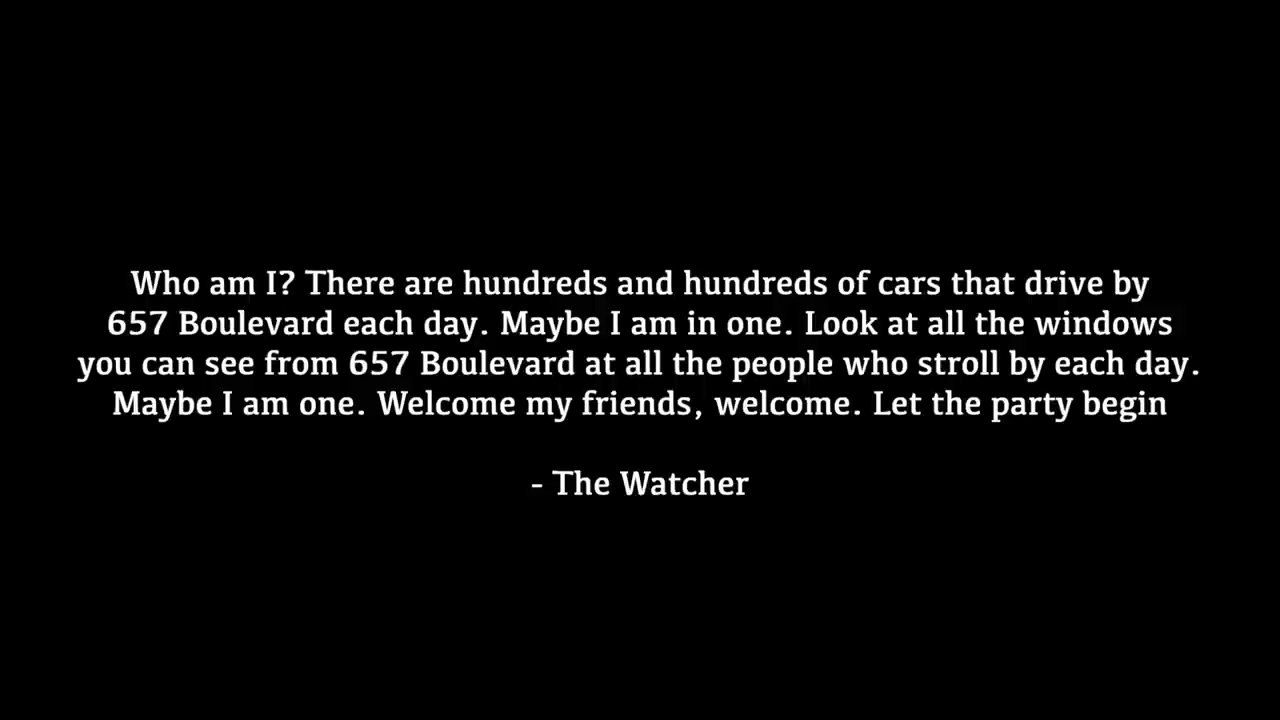 Who am I? There are hundreds and hundreds of cars that drive by
657 Boulevard each day. Maybe I am in one. Look at all the windows
you can see from 657 Boulevard at all the people who stroll by each day.
Maybe I am one. Welcome my friends, welcome. Let the party begin
- The Watcher